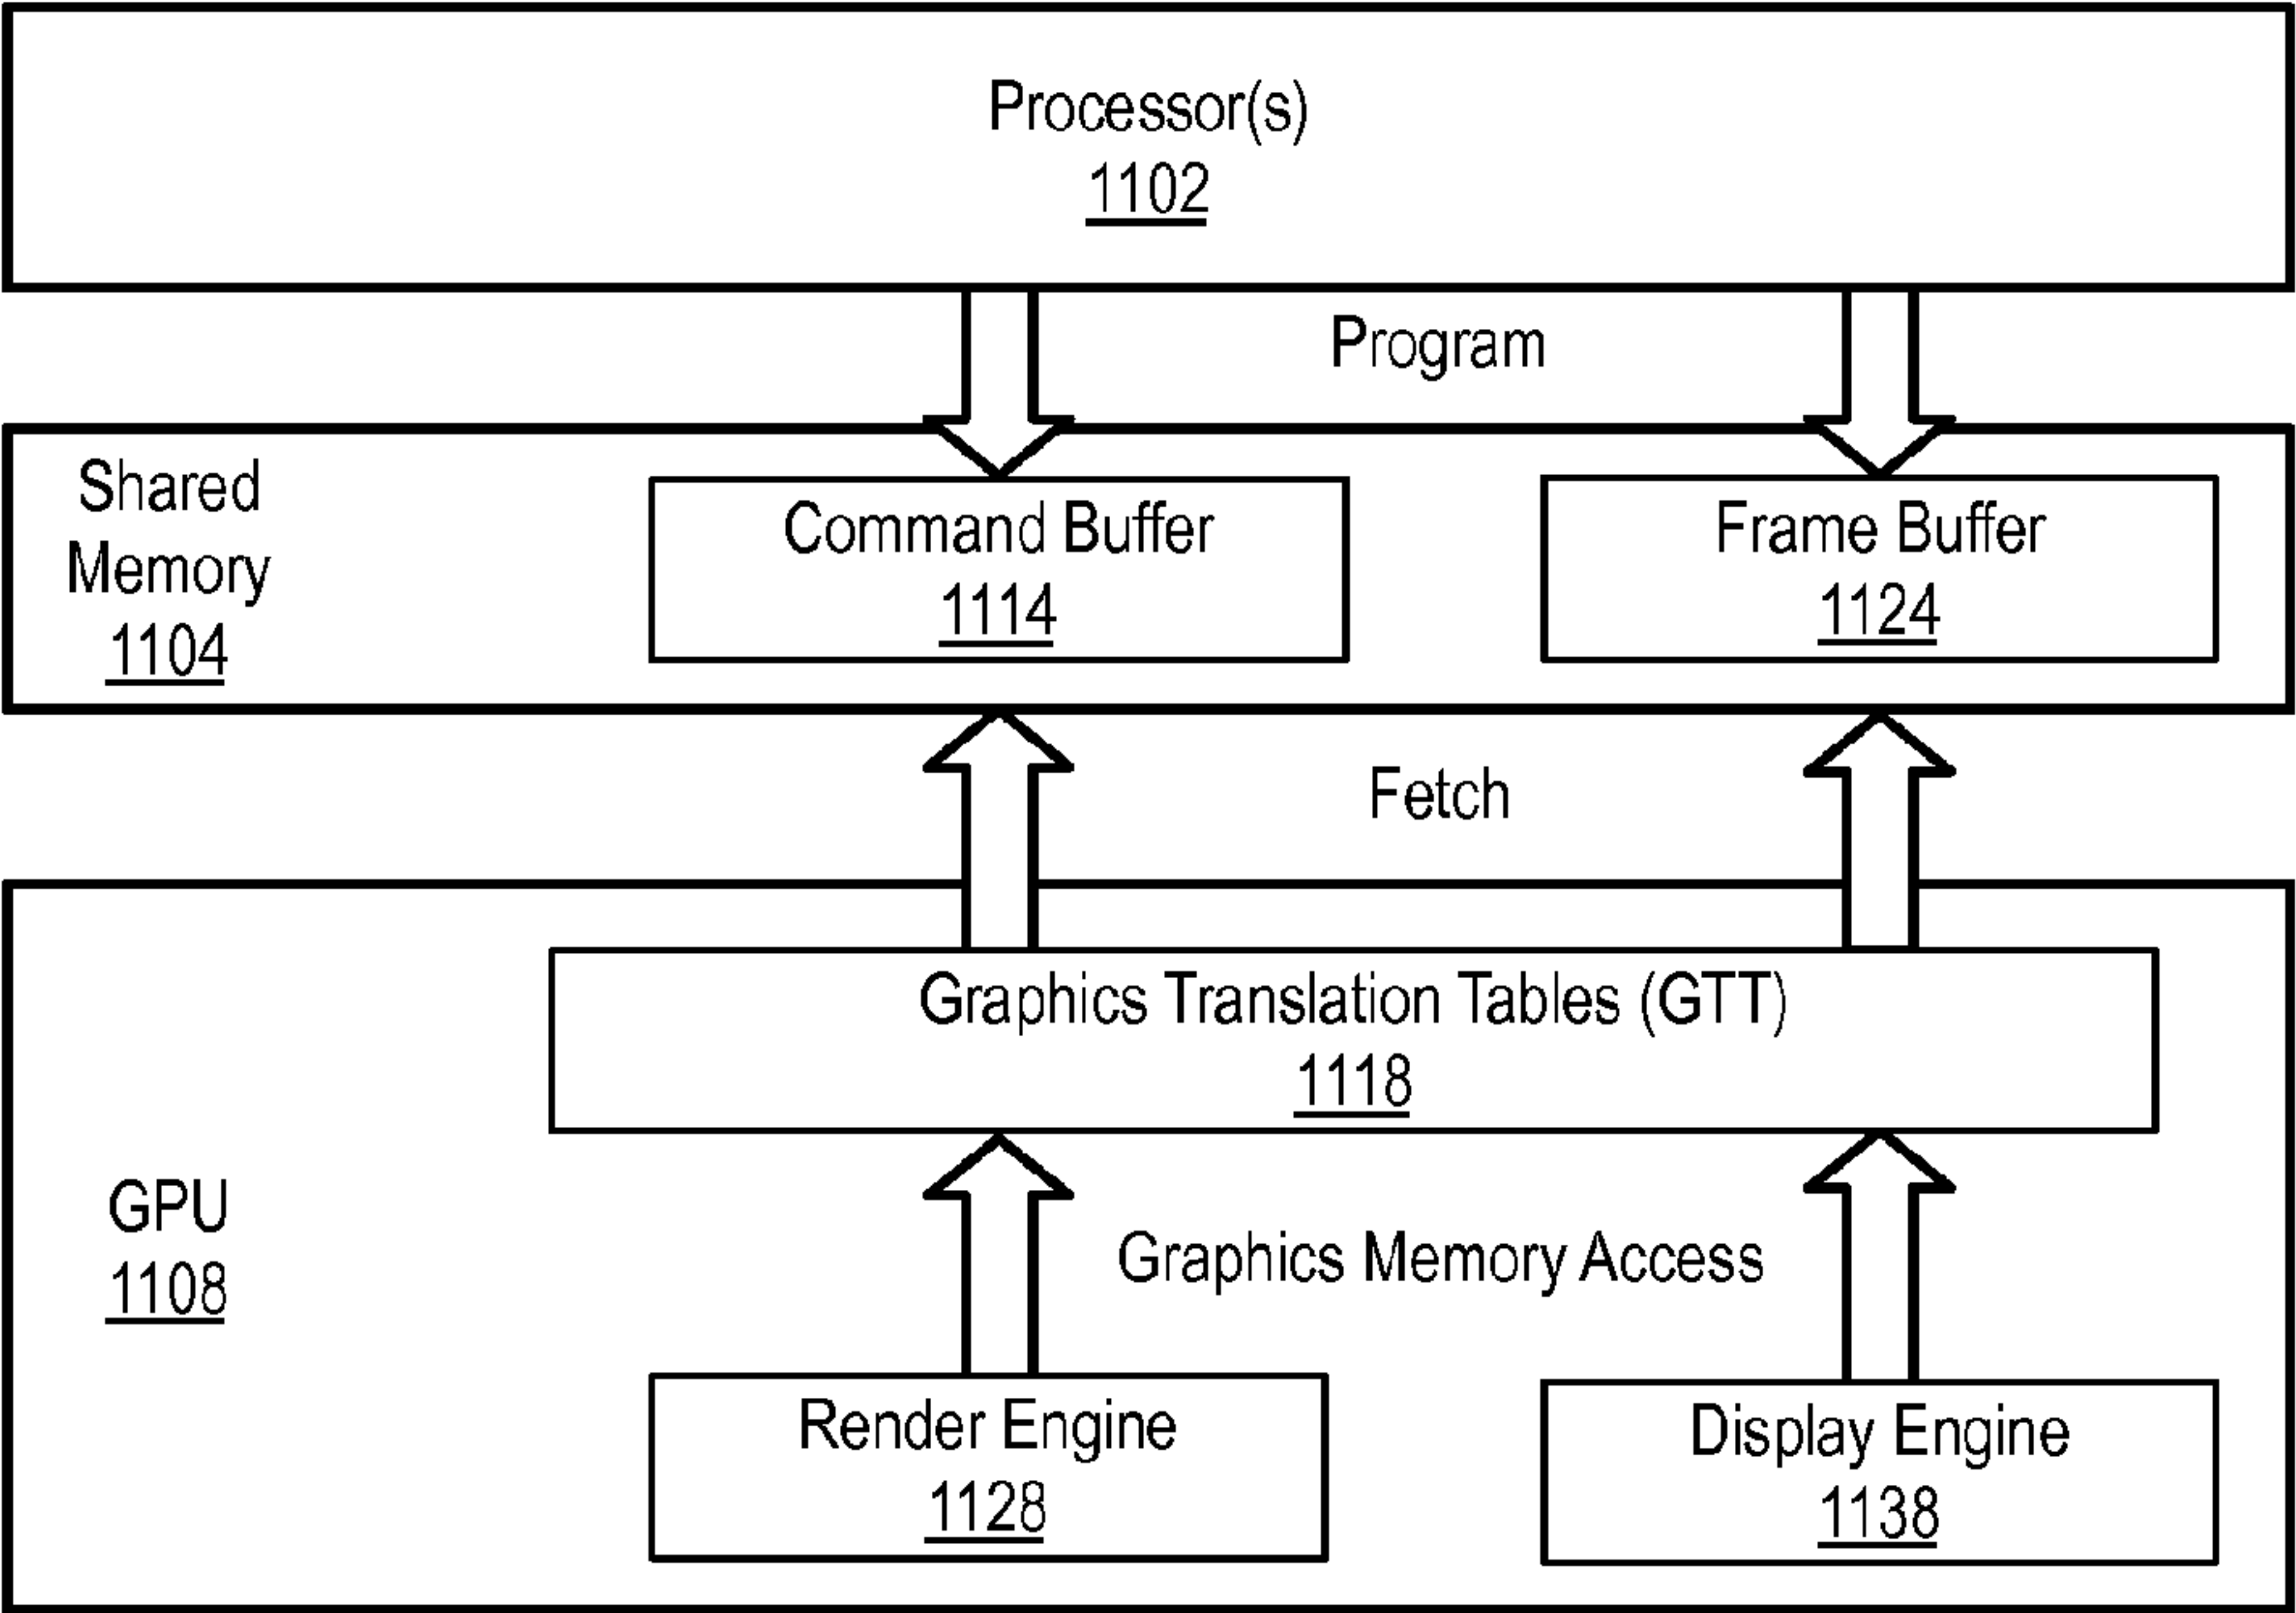 Processor(s)
1102
Program
Shared
Memory
1104
Command Buffer
1114
Frame Buffer
1124
Fetch
Graphics Translation Tables (GTT)
1118
GPU
1108
Graphics Memory Access
Render Engine
1128
Display Engine
1138